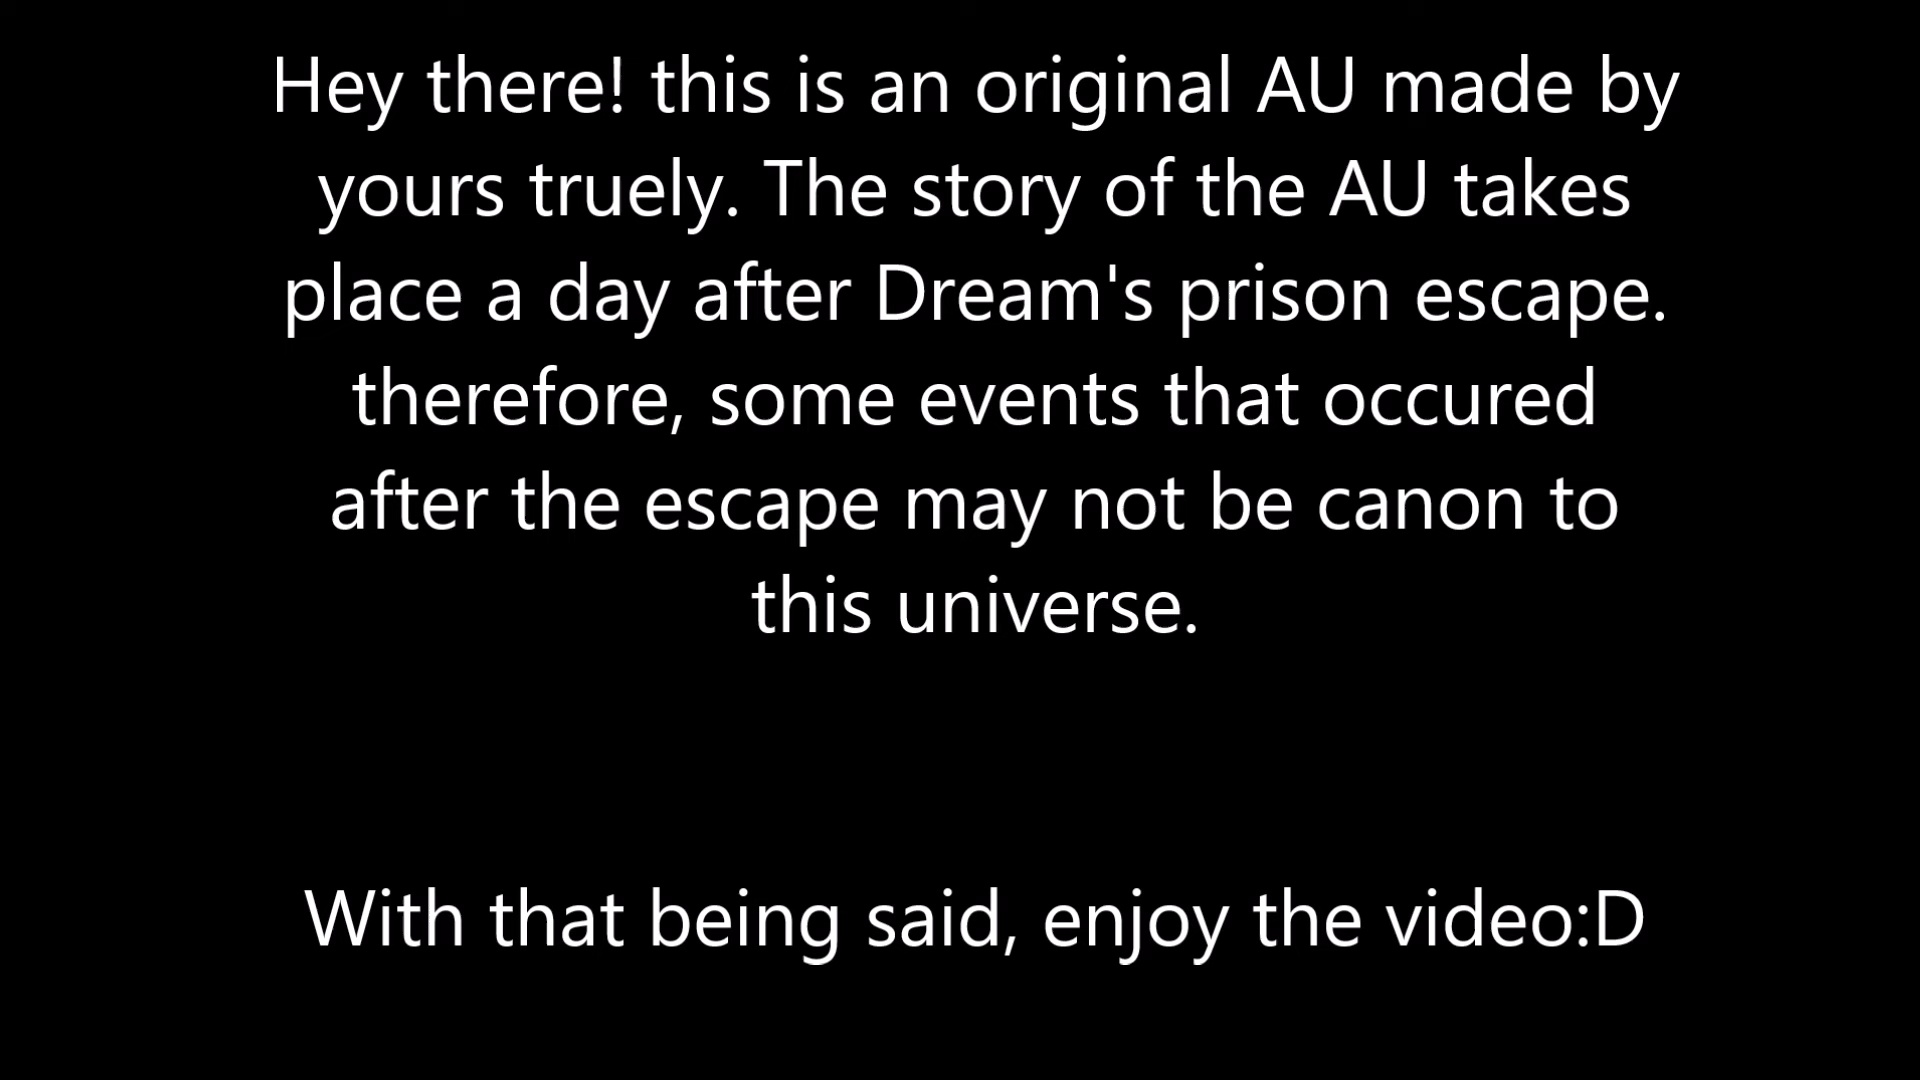 Hey there! this is an original AU made by
yours truely. The story of the AU takes
place a day after Dream's prison escape.
therefore, some events that occured
after the escape may not be canon to
this universe.
With that being said, enjoy the video:D